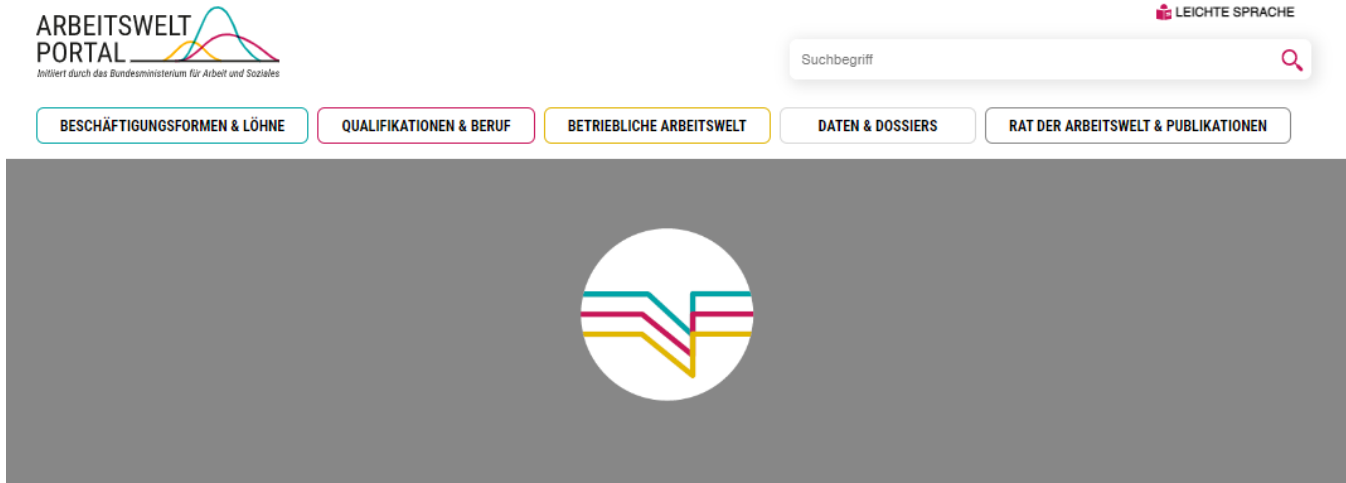 LEICHTE SPRACHE
ARBEITSWELT
PORTAL
Initiiert durch das Bundesministerium für Arbeit und Soziales
Suchbegriff
BESCHÄFTIGUNGSFORMEN & LÖHNE
QUALIFIKATIONEN & BERUF
BETRIEBLICHE ARBEITSWELT
DATEN & DOSSIERS
RAT DER ARBEITSWELT & PUBLIKATIONEN